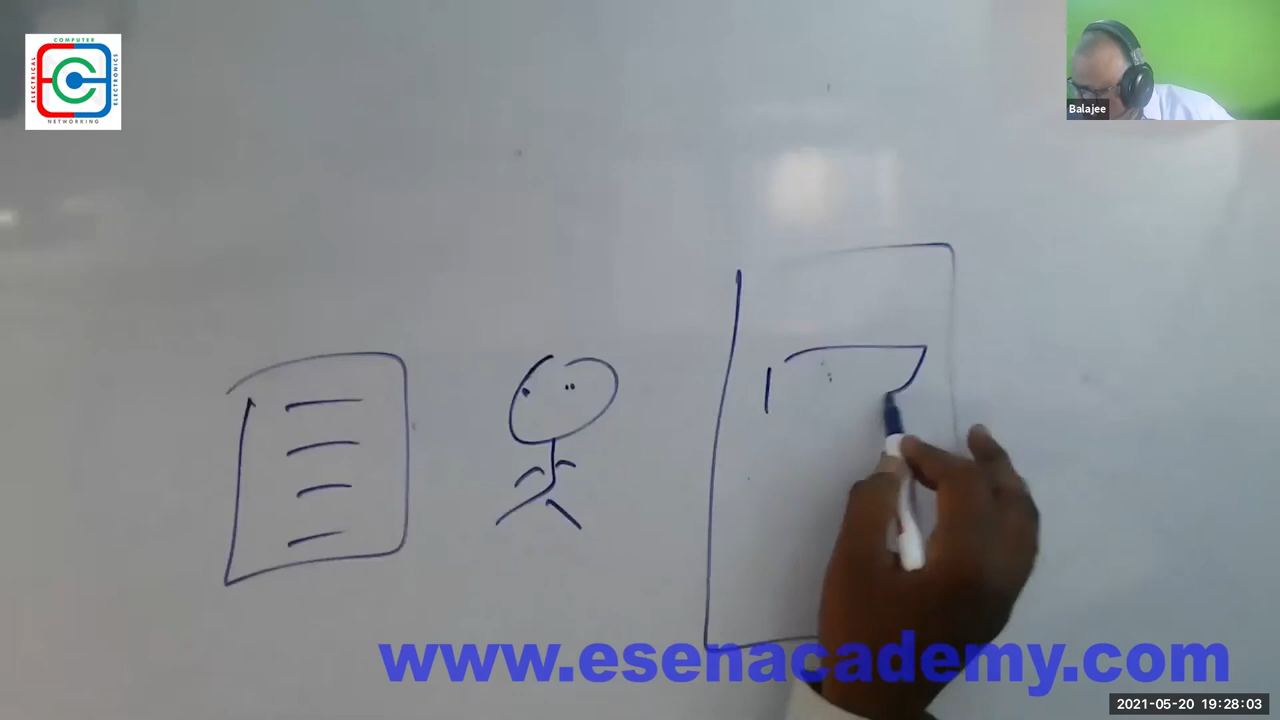 COMPUTER
ELECTRICAL
ELECTRONICS
NETWORKING
Balajee
www.esenacademy.com
2021-05-20 19:28:03